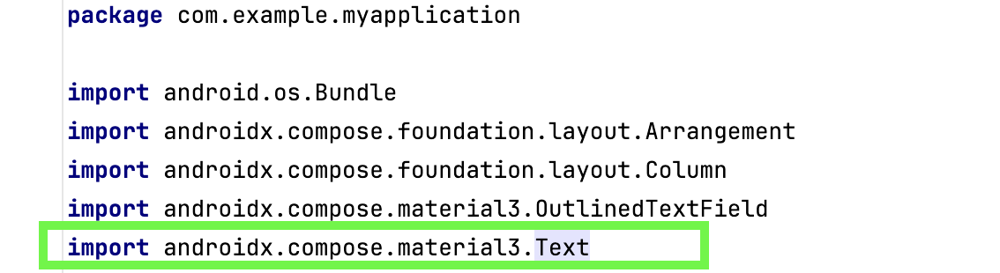 package com.example.myapplication
import android.os.Bundle
import androidx.compose.foundation.layout.Arrangement
import androidx.compose.foundation.layout.Column
import androidx.compose.material3.OutlinedTextField
import androidx.compose.material3.Text